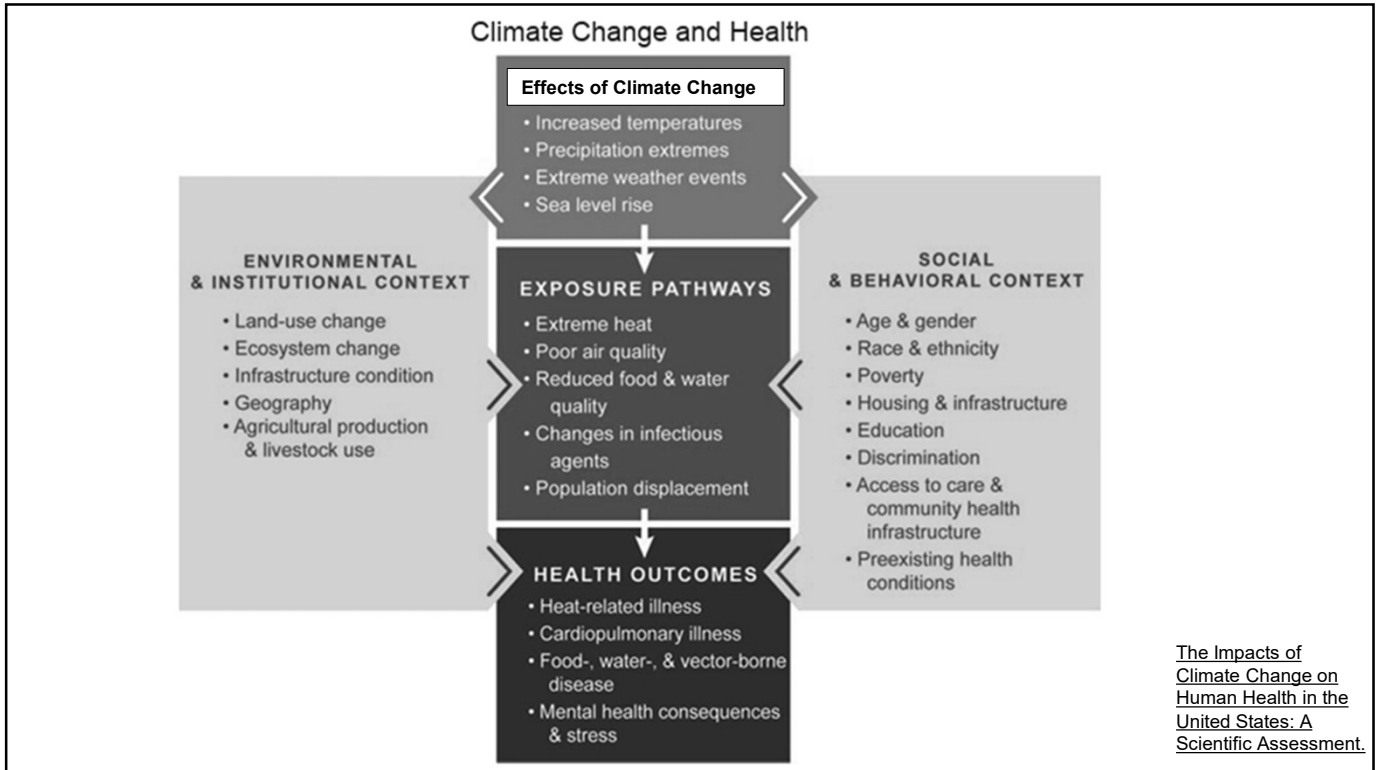 Climate Change and Health
Effects of Climate Change
• Increased temperatures
• Precipitation extremes
• Extreme weather events
• Sea level rise
ENVIRONMENTAL
& INSTITUTIONAL CONTEXT
• Land-use change
• Ecosystem change
• Infrastructure condition
• Geography
• Agricultural production
& livestock use
EXPOSURE PATHWAYS
• Extreme heat
• Poor air quality
• Reduced food & water
quality
• Changes in infectious
agents
• Population displacement
SOCIAL
& BEHAVIORAL CONTEXT
• Age & gender
• Race & ethnicity
• Poverty
• Housing & infrastructure
• Education
• Discrimination
• Access to care &
community health
infrastructure
• Preexisting health
conditions
HEALTH OUTCOMES
• Heat-related illness
• Cardiopulmonary illness
• Food-, water-, & vector-borne
disease
• Mental health consequences
& stress
The Impacts of
Climate Change on
Human Health in the
United States: A
Scientific Assessment.